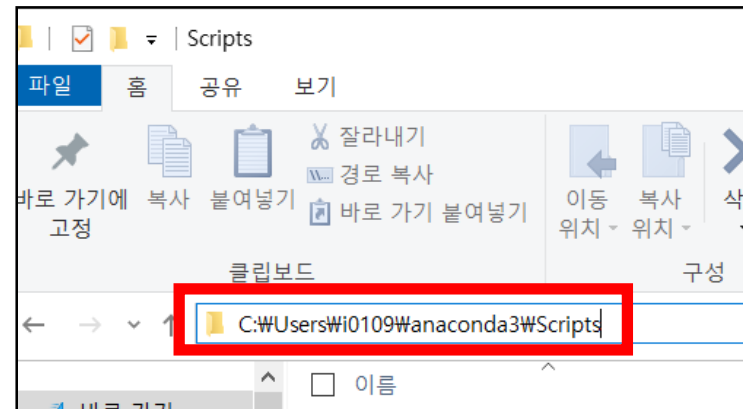 Scripts
파일 홈 공유 보기
바로 가기에 고정
복사
붙여넣기
잘라내기
경로 복사
바로 가기 붙여넣기
이동 위치
복사 위치
클립보드
구성
C:₩Users₩i0109₩anaconda3₩Scripts
이름